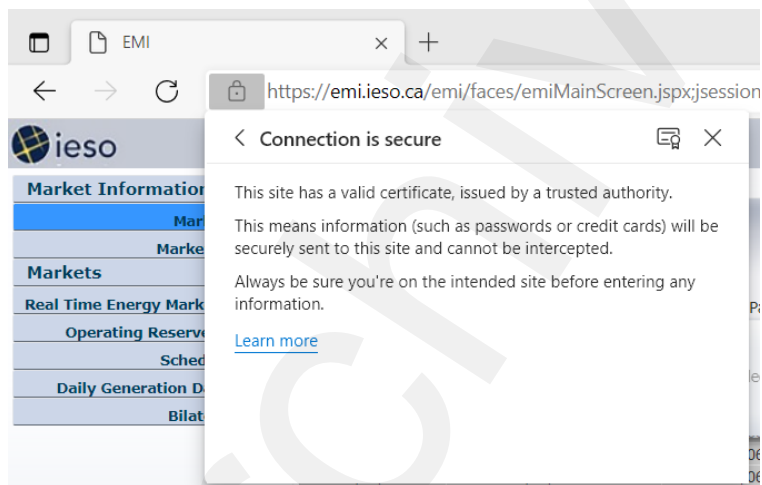 EMI
https://emi.ieso.ca/emi/faces/emiMainScreen.jspx;jsession
ieso
Connection is secure
This site has a valid certificate, issued by a trusted authority.
This means information (such as passwords or credit cards) will be
securely sent to this site and cannot be intercepted.
Always be sure you're on the intended site before entering any
information.
Learn more
Market Information
Markets
Real Time Energy Mark
Operating Reserve
Sched
Daily Generation D
Bilat